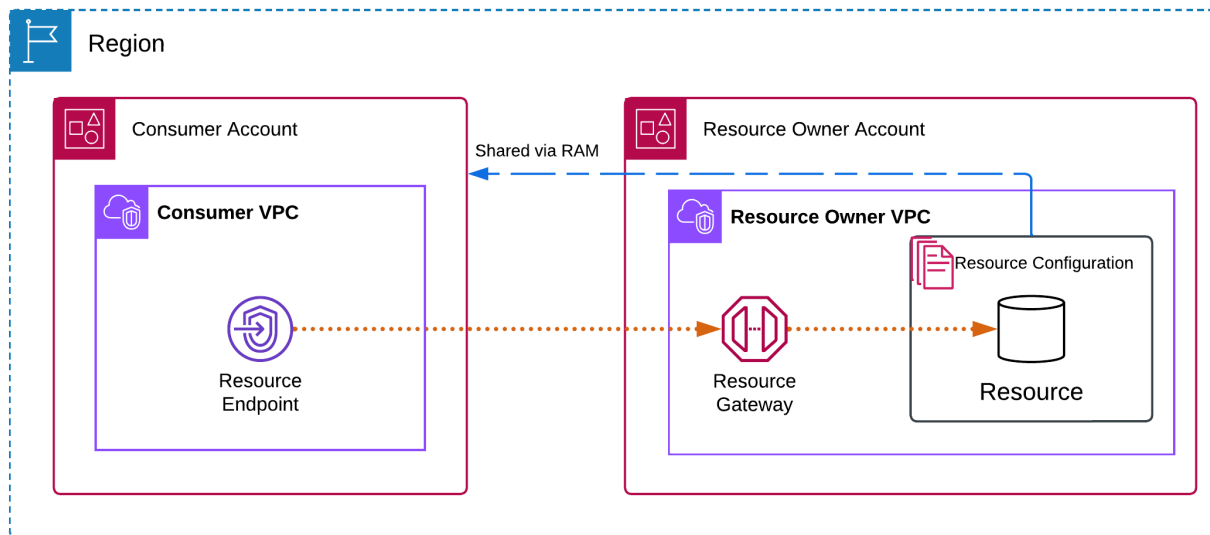 Region
Consumer Account
Shared via RAM
Resource Owner Account
Consumer VPC
Resource Owner VPC
Resource Configuration
Resource
Endpoint
Resource
Gateway
Resource